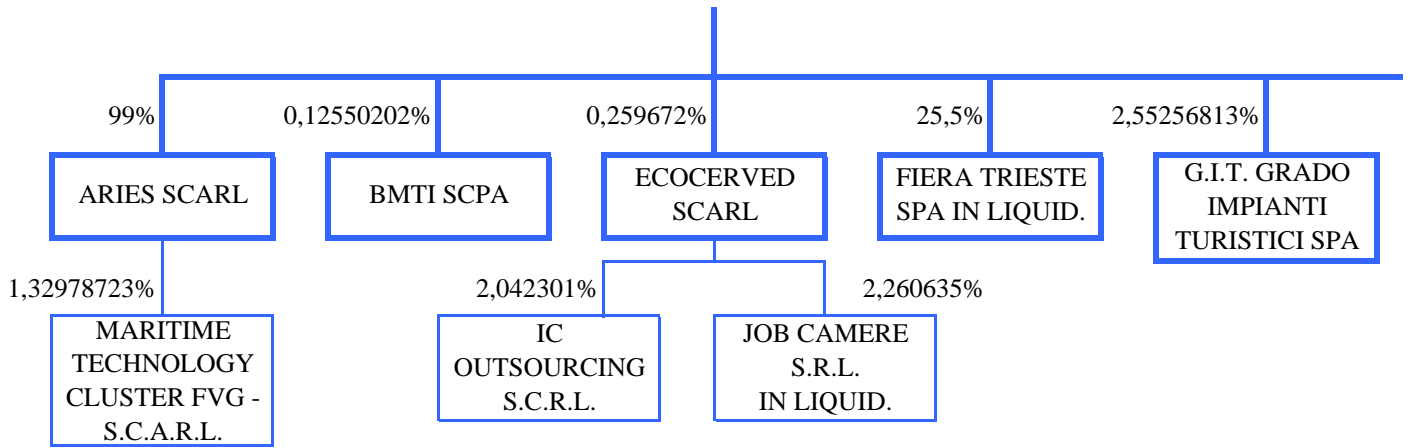 99%
0,12550202%
0,259672%
25,5%
2,55256813%
ARIES SCARL
BMTI SCPA
ECOCERVED
SCARL
FIERA TRIESTE
SPA IN LIQUID.
G.I.T. GRADO
IMPIANTI
TURISTICI SPA
1,32978723%
2,042301%
2,260635%
MARITIME
TECHNOLOGY
CLUSTER FVG -
S.C.A.R.L.
IC
OUTSOURCING
S.C.R.L.
JOB CAMERE
S.R.L.
IN LIQUID.